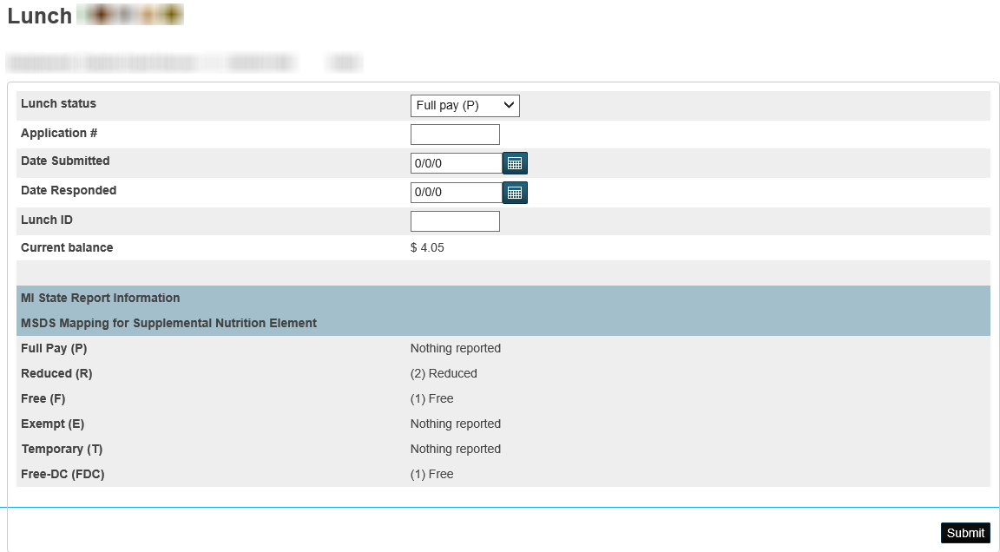 Lunch
Lunch status Full pay (P)
Application #
Date Submitted 0/0/0
Date Responded 0/0/0
Lunch ID
Current balance $ 4.05
MI State Report Information
MSDS Mapping for Supplemental Nutrition Element
Full Pay (P) Nothing reported
Reduced (R) (2) Reduced
Free (F) (1) Free
Exempt (E) Nothing reported
Temporary (T) Nothing reported
Free-DC (FDC) (1) Free
Submit